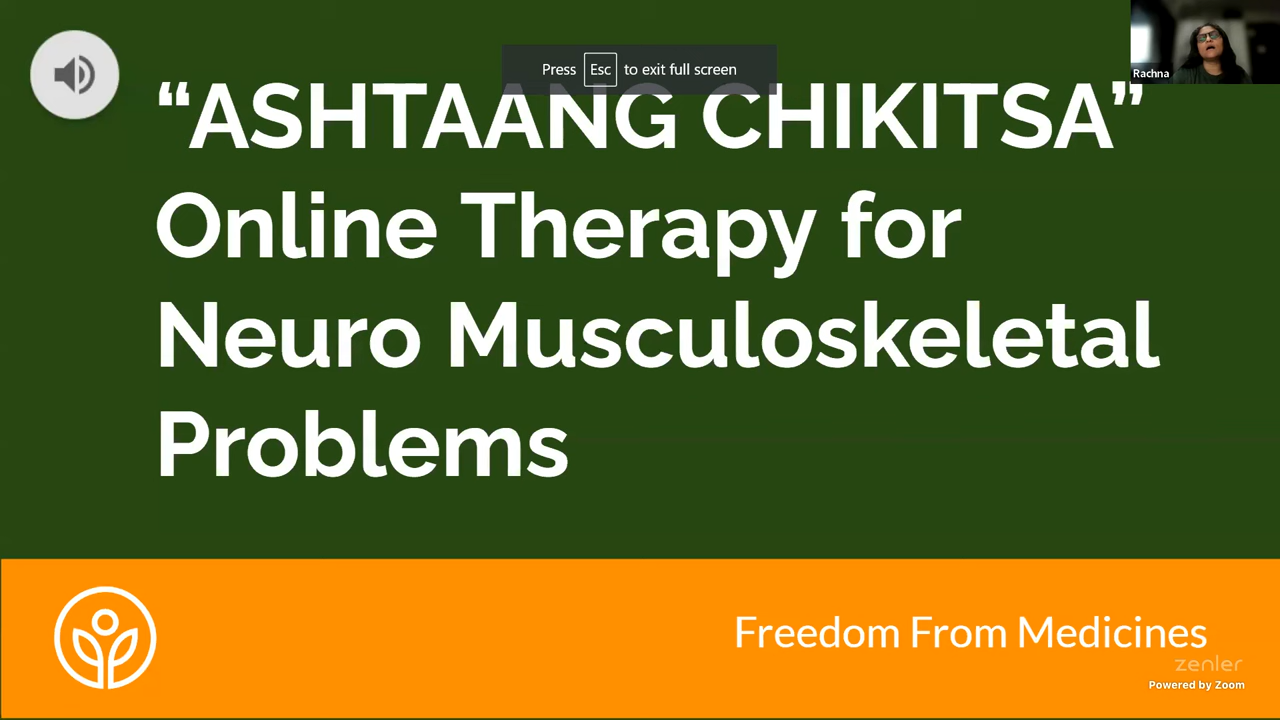 Press Esc to exit full screen
Rachna
“ASHTAANG CHIKITSA”
Online Therapy for
Neuro Musculoskeletal
Problems
Freedom From Medicines
zenler
Powered by Zoom